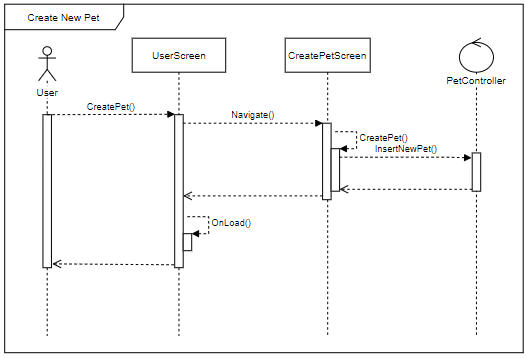 Create New Pet
UserScreen
CreatePetScreen
PetController
User
CreatePet()
Navigate()
CreatePet()
InsertNewPet()
OnLoad()